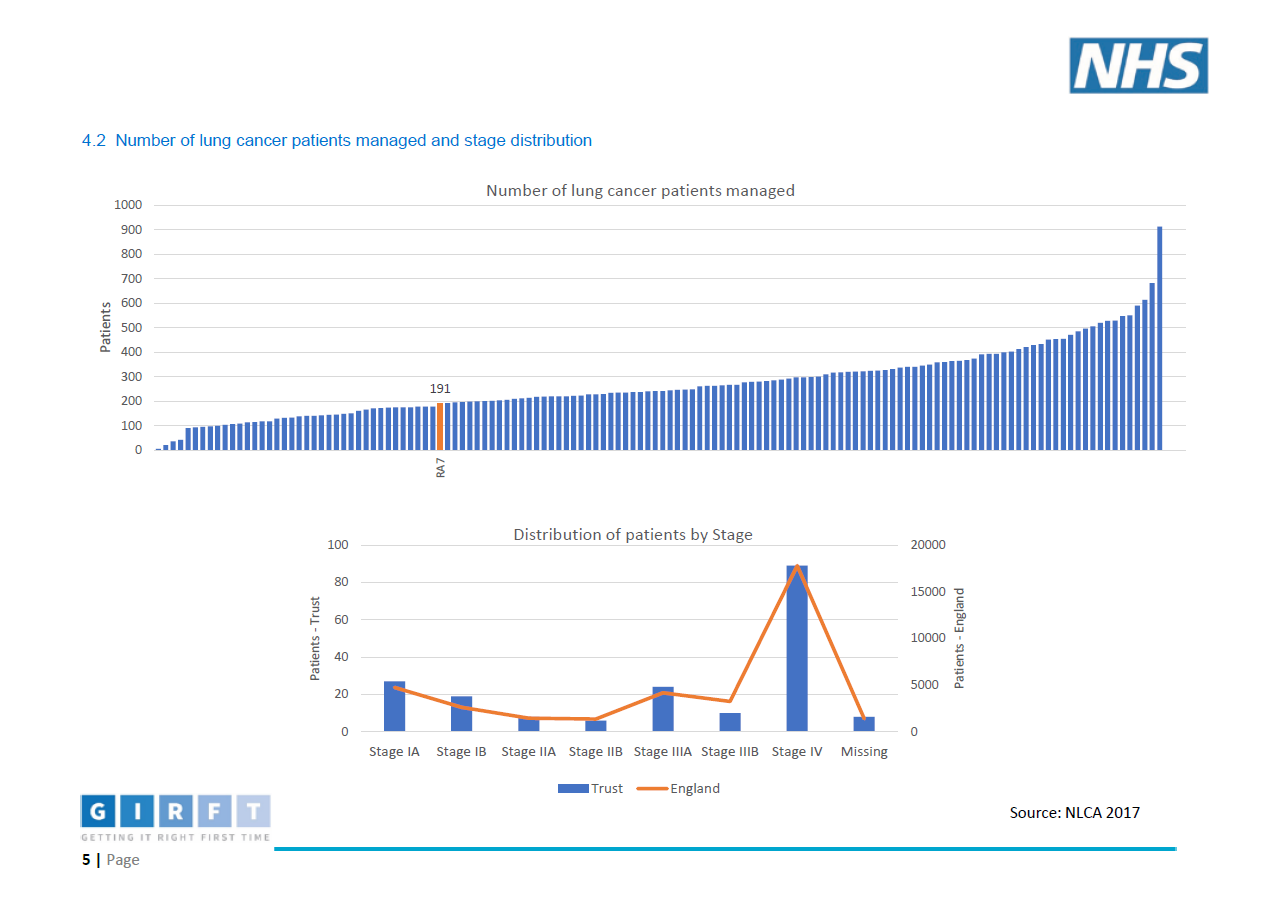 NHS
4.2 Number of lung cancer patients managed and stage distribution
Number of lung cancer patients managed
1000
900
800
700
600
500
400
300
200
100
0
Patients
191
RA7
Distribution of patients by Stage
100
80
60
40
20
0
Patients - Trust
20000
15000
10000
5000
0
Patients - England
Stage IA Stage IB Stage IIA Stage IIB Stage IIIA Stage IIIB Stage IV Missing
Trust England
Source: NLCA 2017
G I R F T
GETTING IT RIGHT FIRST TIME
5 | Page